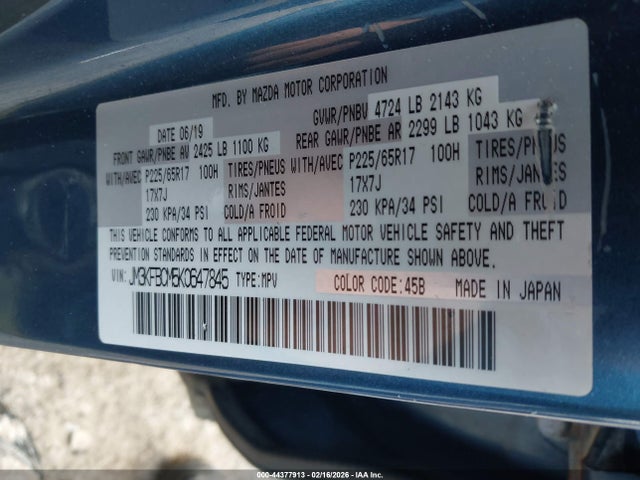 MFD. BY MAZDA MOTOR CORPORATION
DATE 06/19 GVWR/PNBV 4724 LB 2143 KG
FRONT GAWR/PNBE AV 2425 LB 1100 KG REAR GAWR/PNBE AR 2299 LB 1043 KG
WITH/AVEC P225/65R17 100H TIRES/PNEUS WITH/AVEC P225/65R17 100H TIRES/PNEUS
17X7J RIMS/JANTES 17X7J RIMS/JANTES
230 KPA/34 PSI COLD/A FROID 230 KPA/34 PSI COLD/A FROID
THIS VEHICLE CONFORMS TO ALL APPLICABLE FEDERAL MOTOR VEHICLE SAFETY AND THEFT
PREVENTION STANDARDS IN EFFECT ON THE DATE OF MANUFACTURE SHOWN ABOVE.
VIN: JM3KFBCM5K0647845 TYPE: MPV COLOR CODE:45B MADE IN JAPAN
000-44377913 - 02/16/2026 - IAA Inc.